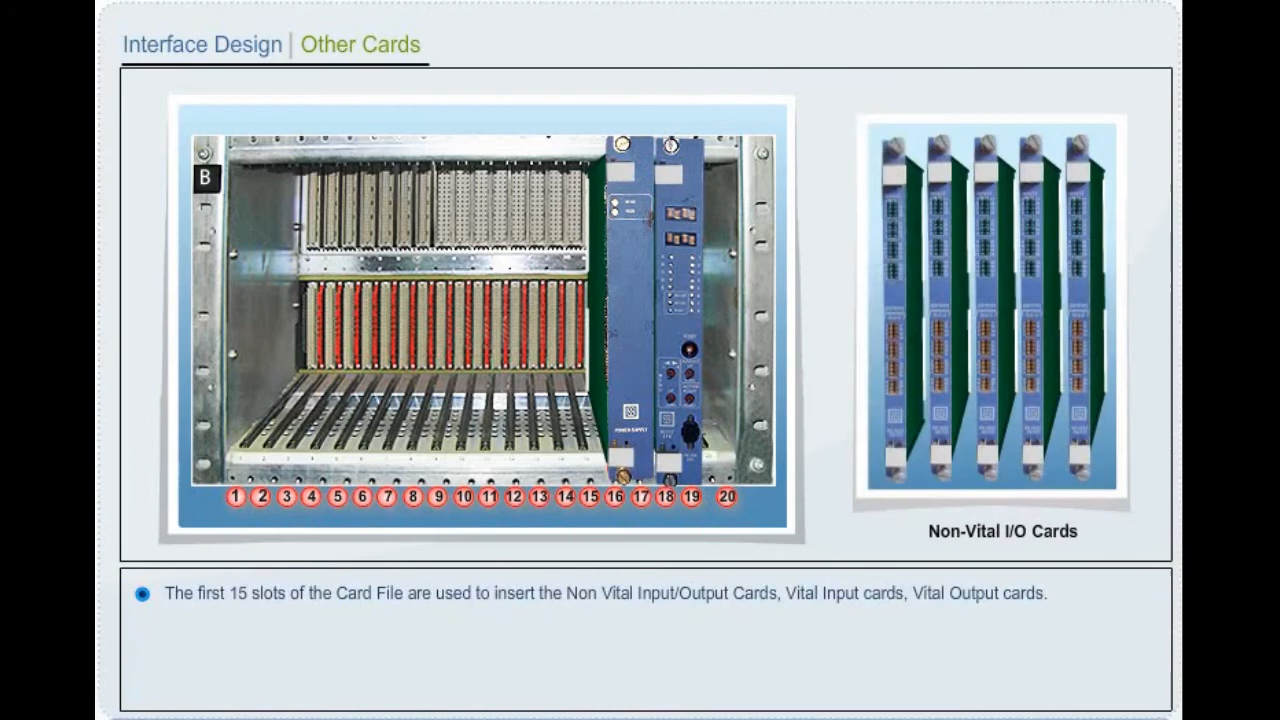 Interface Design | Other Cards
B
POWER SUPPLY
1 2 3 4 5 6 7 8 9 10 11 12 13 14 15 16 17 18 19 20
Non-Vital I/O Cards
The first 15 slots of the Card File are used to insert the Non Vital Input/Output Cards, Vital Input cards, Vital Output cards.